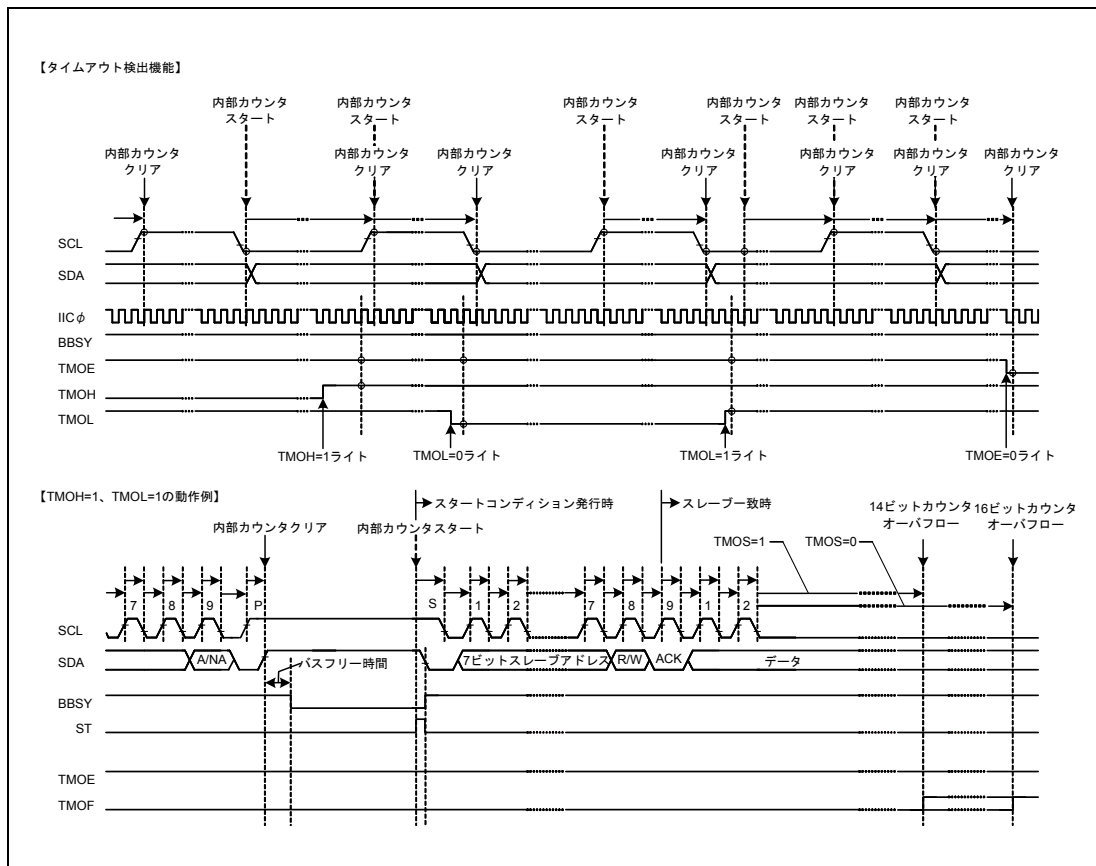 【タイムアウト検出機能】
内部カウンタ
スタート
内部カウンタ
スタート
内部カウンタ
スタート
内部カウンタ
スタート
内部カウンタ
スタート
内部カウンタ
スタート
内部カウンタ
クリア
内部カウンタ
クリア
内部カウンタ
クリア
内部カウンタ
クリア
内部カウンタ
クリア
内部カウンタ
クリア
内部カウンタ
クリア
SCL
SDA
IICφ
BBSY
TMOE
TMOH
TMOL
TMOH=1ライト
TMOL=0ライト
TMOL=1ライト
TMOE=0ライト
【TMOH=1、TMOL=1の動作例】
スタートコンディション発行時
スレーブ一致時
内部カウンタクリア
内部カウンタスタート
14ビットカウンタ
オーバフロー
16ビットカウンタ
オーバフロー
TMOS=1
TMOS=0
7 8 9 P S 1 2 7 8 9 1 2
SCL
SDA
A/NA
バスフリー時間
7ビットスレーブアドレス
R/W
ACK
データ
BBSY
ST
TMOE
TMOF